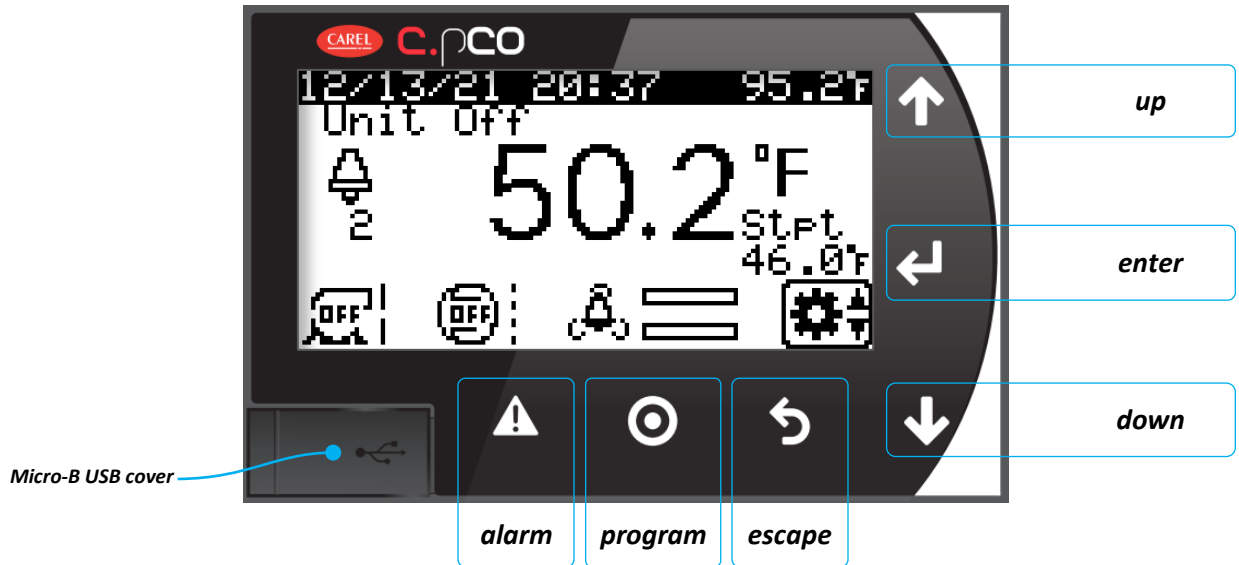 CAREL c.pCO
12/13/21 20:37 95.2°F
up
Unit Off
50.2°F
2
Stpt
46.0°F
enter
OFF OFF
down
Micro-B USB cover
alarm program escape